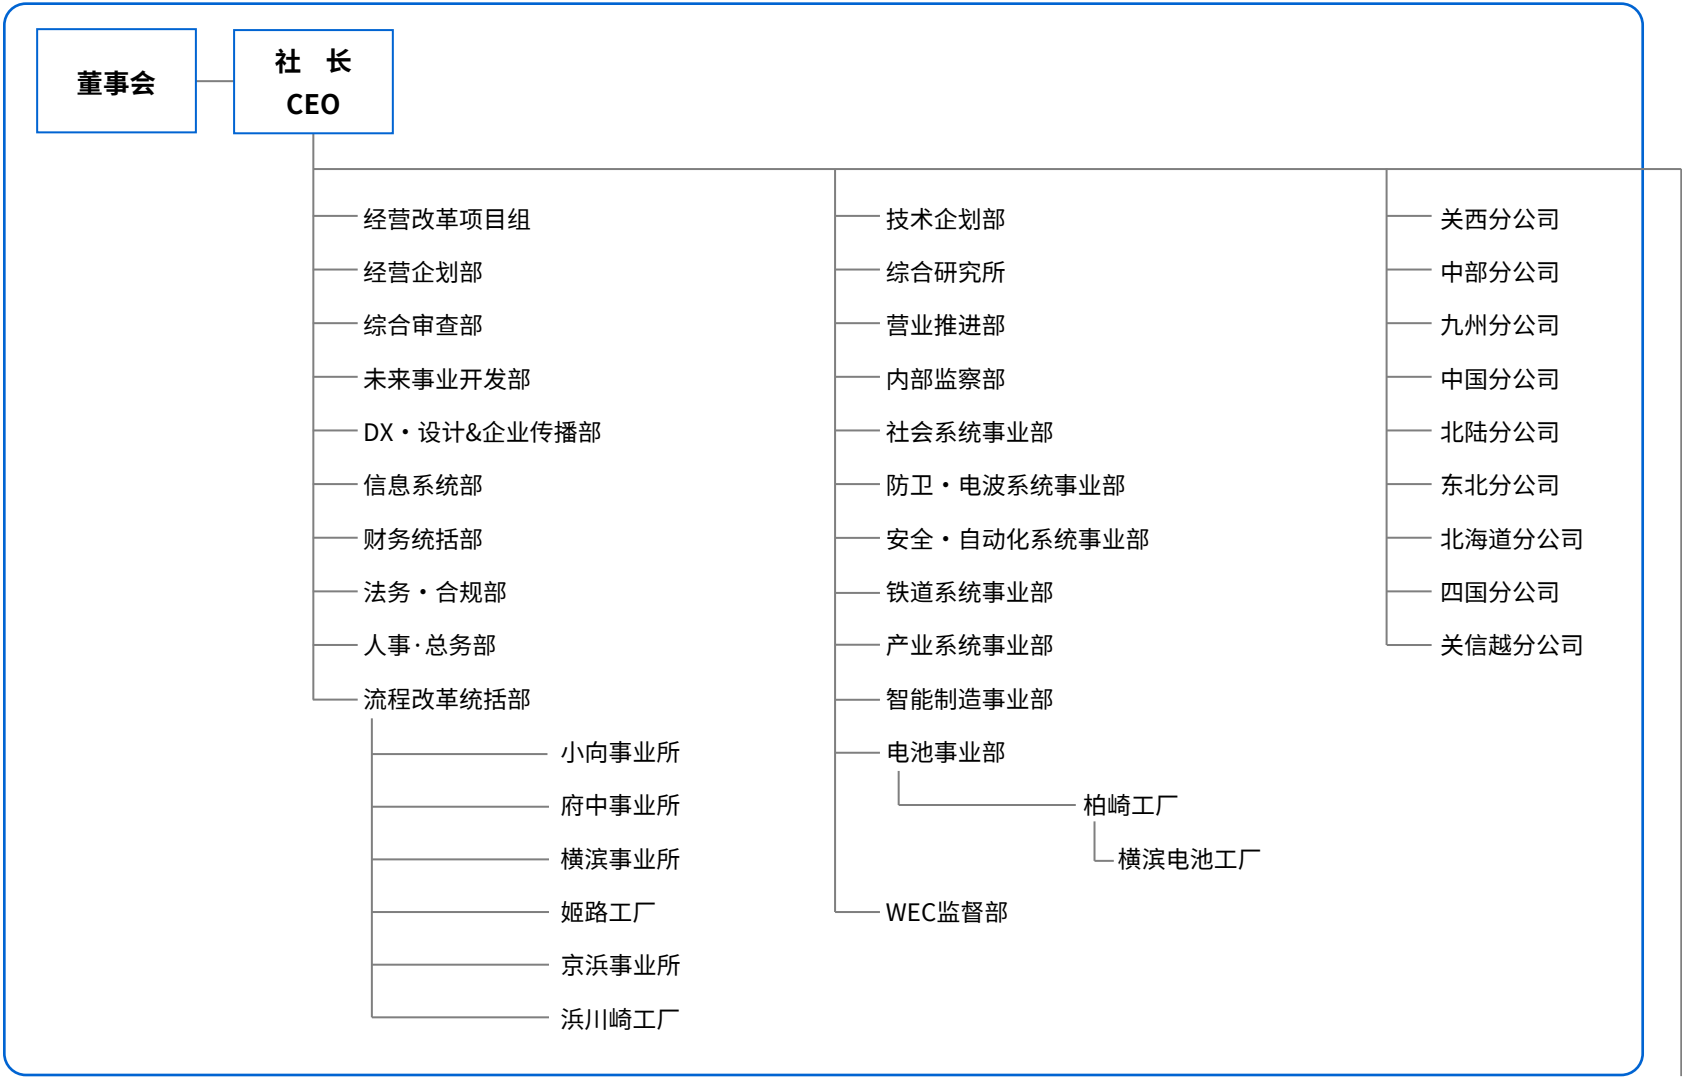 董事会
社　长
CEO
经营改革项目组
经营企划部
综合审查部
未来事业开发部
DX・设计&企业传播部
信息系统部
财务统括部
法务・合规部
人事·总务部
流程改革统括部
小向事业所
府中事业所
横滨事业所
姬路工厂
京浜事业所
浜川崎工厂
技术企划部
综合研究所
营业推进部
内部监察部
社会系统事业部
防卫・电波系统事业部
安全・自动化系统事业部
铁道系统事业部
产业系统事业部
智能制造事业部
电池事业部
柏崎工厂
横滨电池工厂
WEC监督部
关西分公司
中部分公司
九州分公司
中国分公司
北陆分公司
东北分公司
北海道分公司
四国分公司
关信越分公司